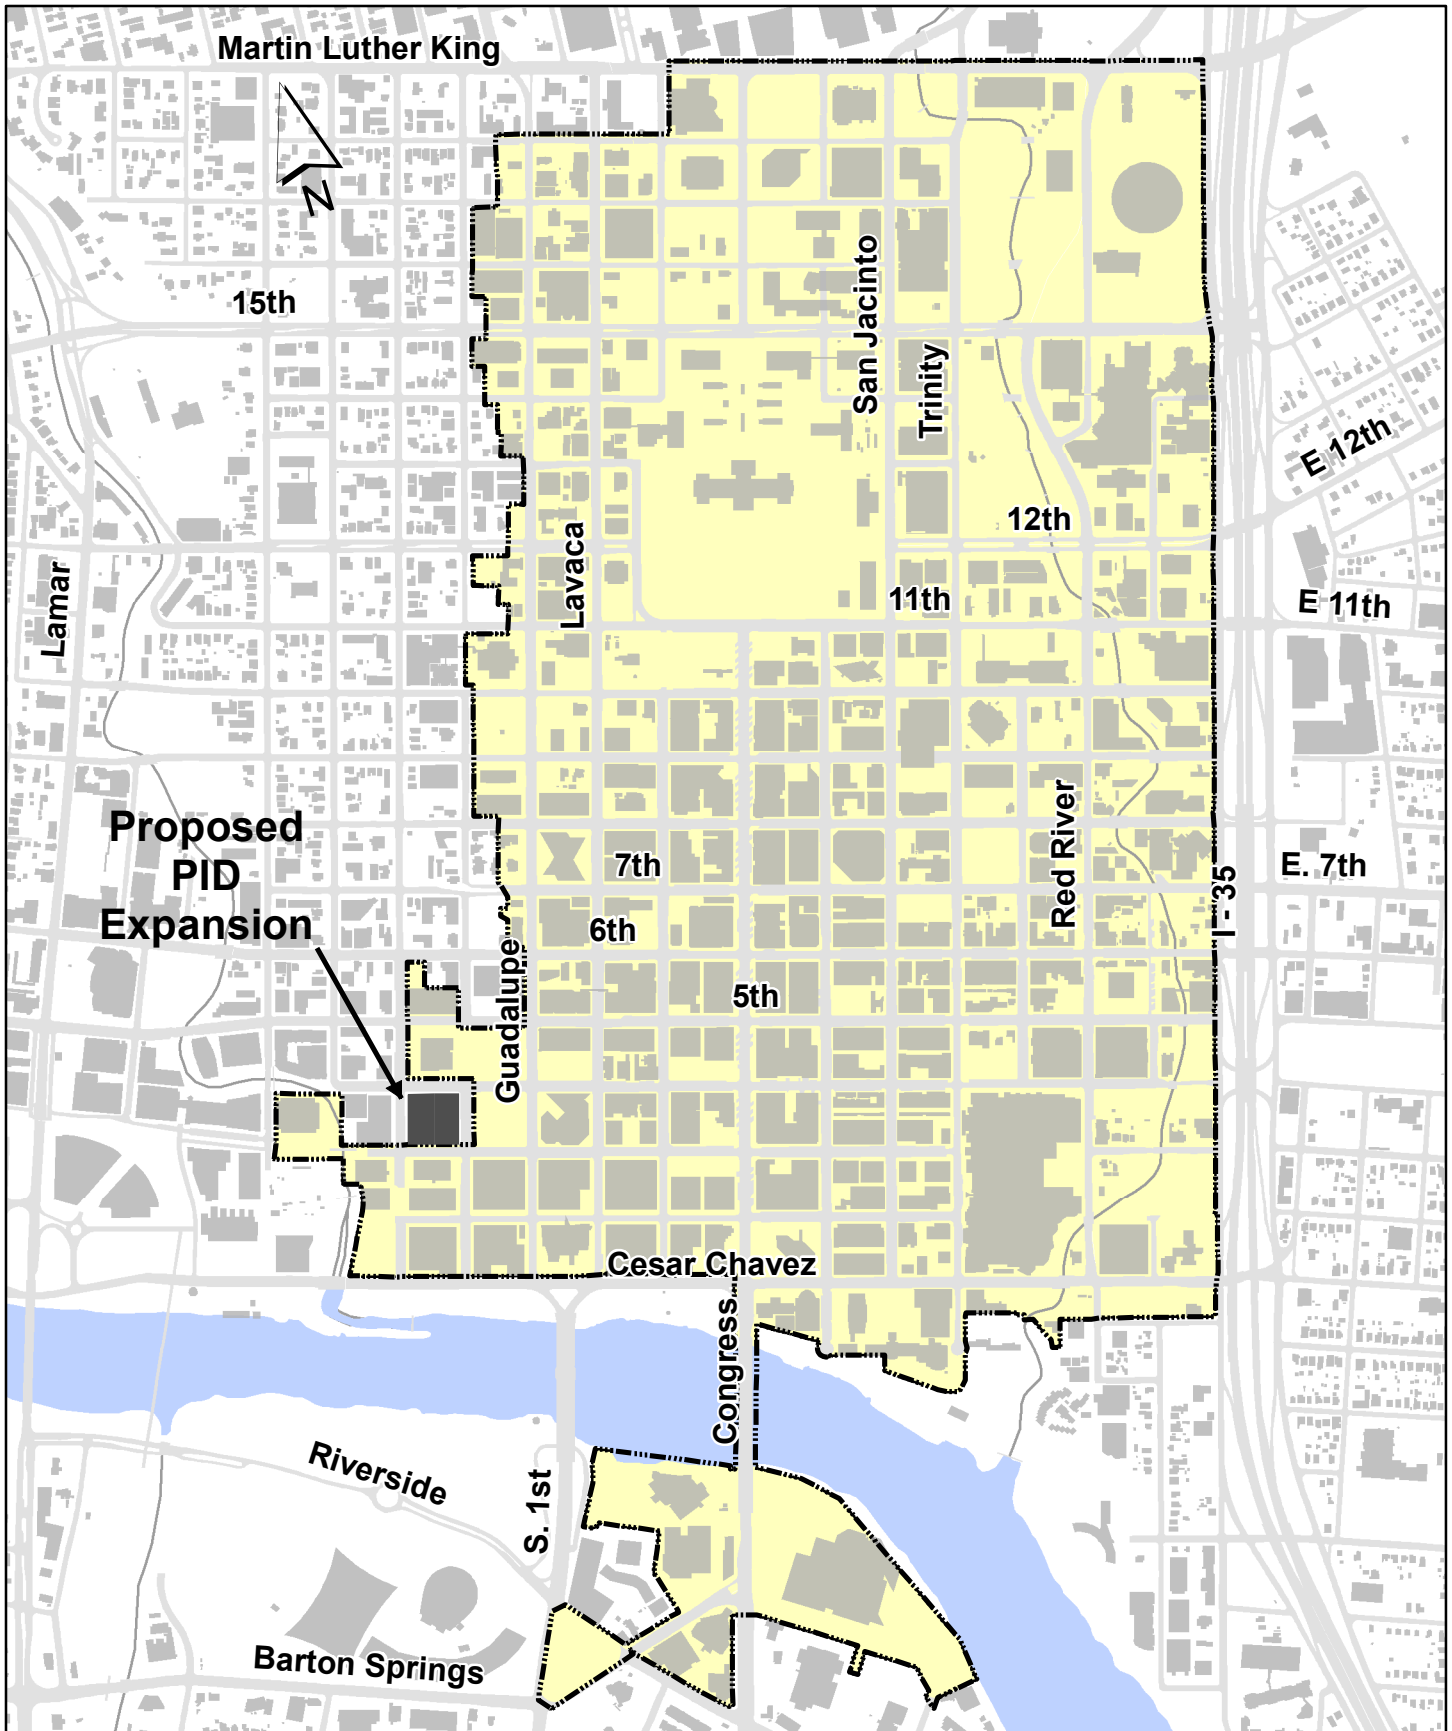 Martin Luther King
N
15th
San Jacinto
Trinity
E 12th
12th
Lavaca
Lamar
11th
E 11th
Proposed
PID
Expansion
7th
Red River
E. 7th
I - 35
6th
Guadalupe
5th
Cesar Chavez
Congress
Riverside
S. 1st
Barton Springs